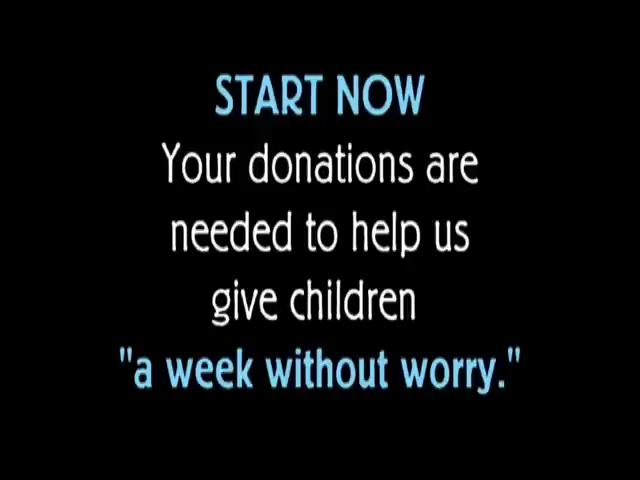 START NOW
Your donations are
needed to help us
give children
"a week without worry."